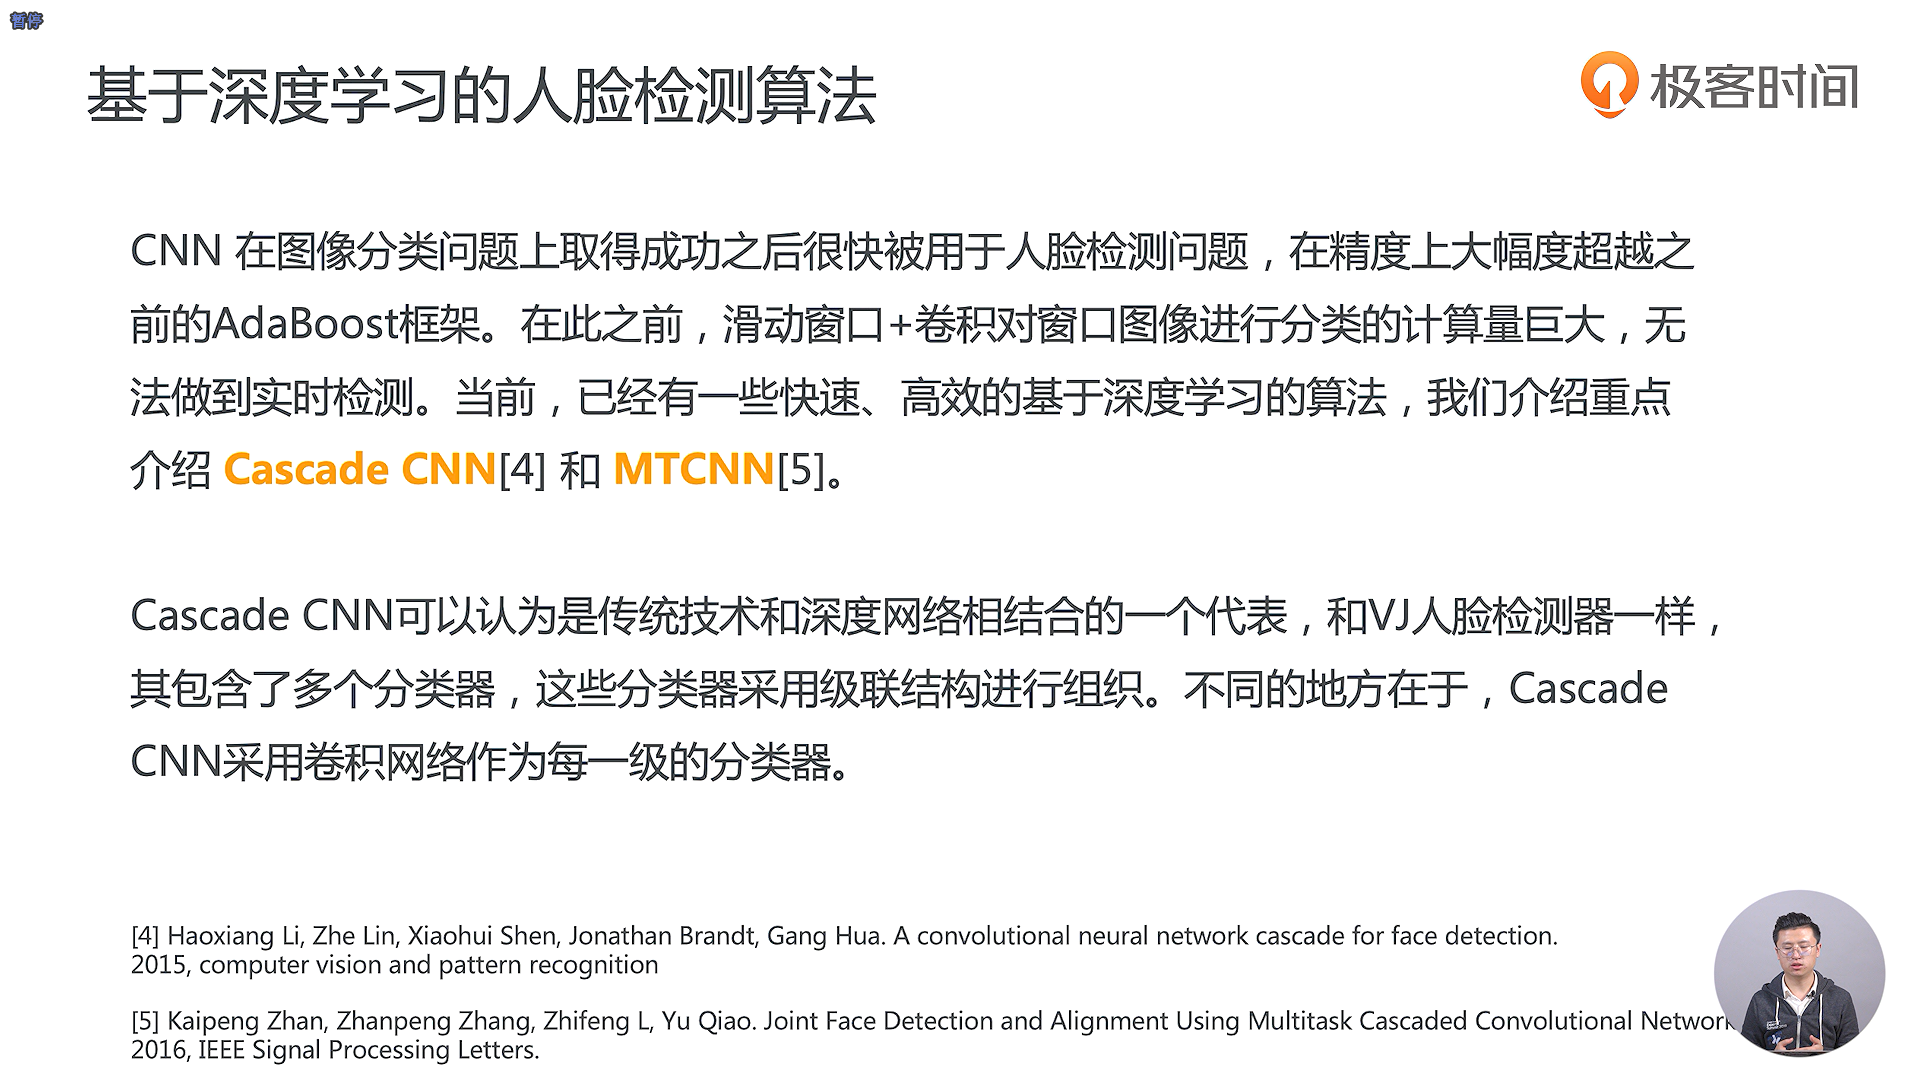 暂停
基于深度学习的人脸检测算法
极客时间
CNN 在图像分类问题上取得成功之后很快被用于人脸检测问题，在精度上大幅度超越之
前的AdaBoost框架。在此之前，滑动窗口+卷积对窗口图像进行分类的计算量巨大，无
法做到实时检测。当前，已经有一些快速、高效的基于深度学习的算法，我们介绍重点
介绍 Cascade CNN[4] 和 MTCNN[5]。
Cascade CNN可以认为是传统技术和深度网络相结合的一个代表，和VJ人脸检测器一样，
其包含了多个分类器，这些分类器采用级联结构进行组织。不同的地方在于，Cascade
CNN采用卷积网络作为每一级的分类器。
[4] Haoxiang Li, Zhe Lin, Xiaohui Shen, Jonathan Brandt, Gang Hua. A convolutional neural network cascade for face detection.
2015, computer vision and pattern recognition
[5] Kaipeng Zhan, Zhanpeng Zhang, Zhifeng L, Yu Qiao. Joint Face Detection and Alignment Using Multitask Cascaded Convolutional Network
2016, IEEE Signal Processing Letters.